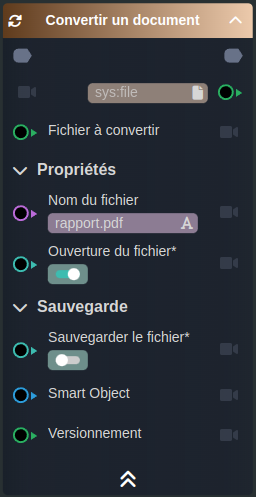 Convertir un document
sys:file
Fichier à convertir
Propriétés
Nom du fichier
rapport.pdf
Ouverture du fichier*
Sauvegarde
Sauvegarder le fichier*
Smart Object
Versionnement